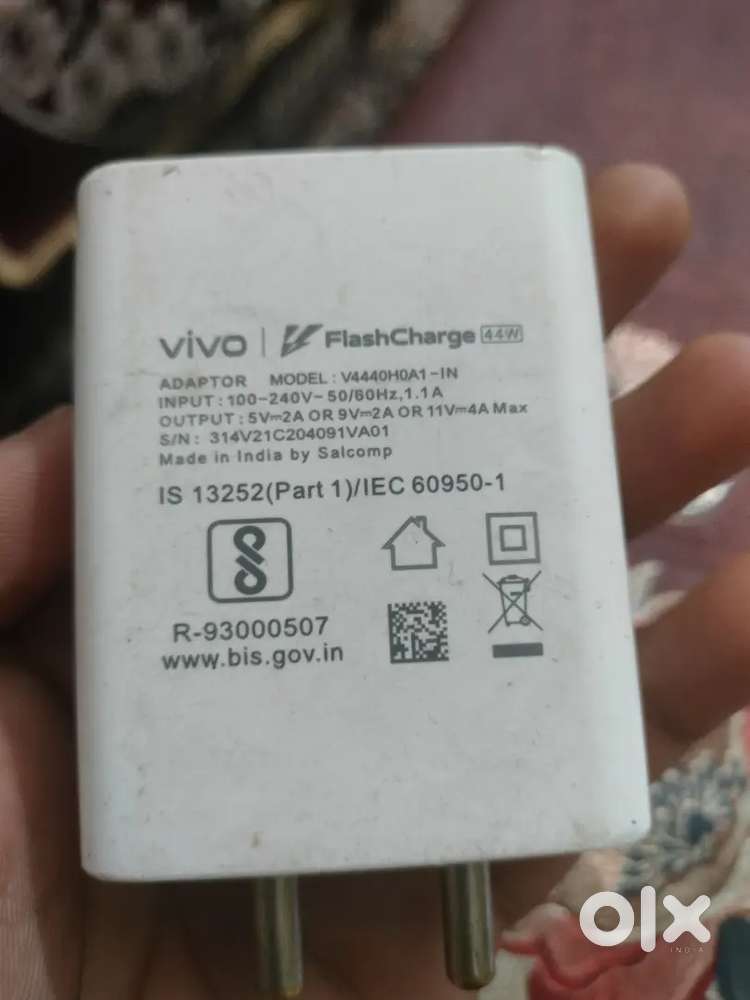 vivo | FlashCharge 44W
ADAPTOR MODEL : V4440H0A1-IN
INPUT : 100-240V~50/60Hz,1.1A
OUTPUT : 5V⎓2A OR 9V⎓2A OR 11V⎓4A Max
S/N : 314V21C204091VA01
Made in India by Salcomp
IS 13252(Part 1)/IEC 60950-1
R-93000507
www.bis.gov.in
olx
INDIA